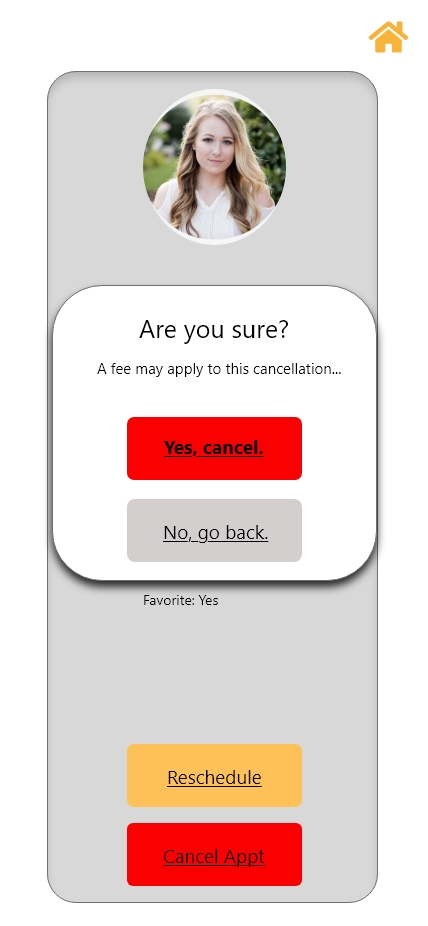 Are you sure?
A fee may apply to this cancellation...
Yes, cancel.
No, go back.
Favorite: Yes
Reschedule
Cancel Appt